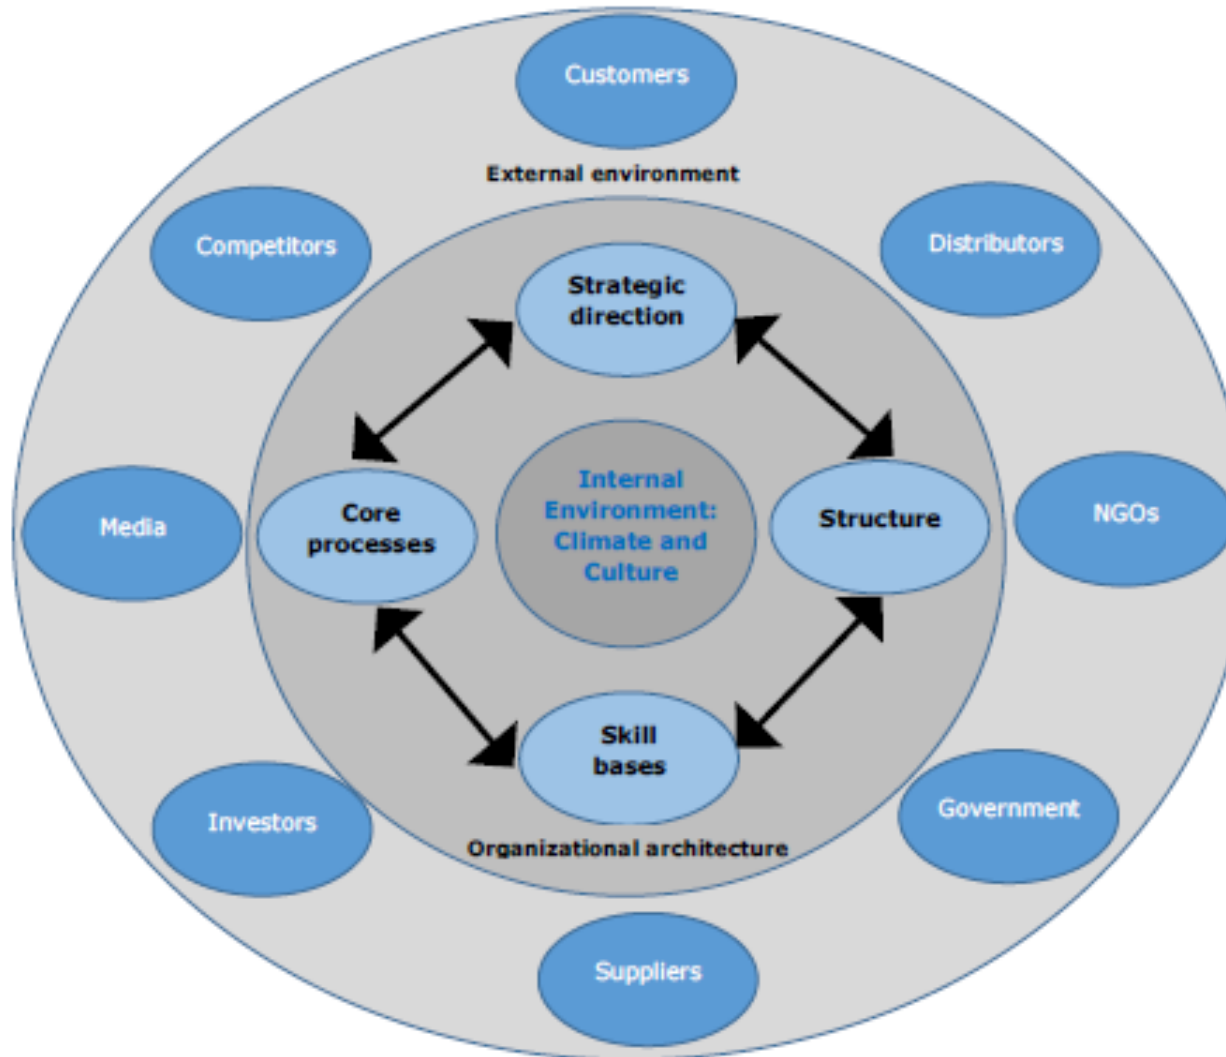 Customers
External environment
Competitors
Distributors
Strategic
direction
Internal
Environment:
Climate and
Culture
Core
processes
Structure
Media
NGOs
Skill
bases
Investors
Government
Organizational architecture
Suppliers